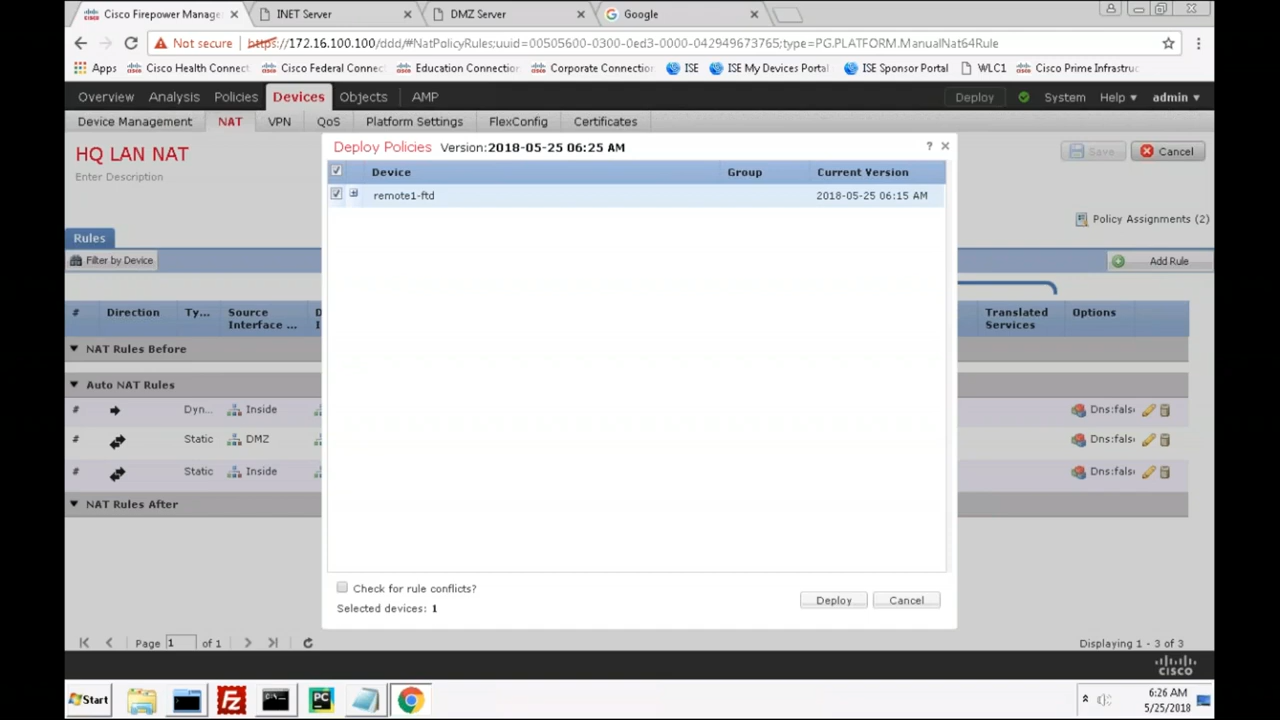 Cisco Firepower Manage
INET Server
DMZ Server
Google
Not secure https://172.16.100.100/ddd/#NatPolicyRules;uuid=00505600-0300-0ed3-0000-042949673765;type=PG.PLATFORM.ManualNat64Rule
Apps Cisco Health Connect Cisco Federal Connec Education Connection Corporate Connection ISE ISE My Devices Portal ISE Sponsor Portal WLC1 Cisco Prime Infrastruc
Overview Analysis Policies Devices Objects AMP Deploy System Help admin
Device Management NAT VPN QoS Platform Settings FlexConfig Certificates
HQ LAN NAT
Enter Description
Save Cancel
Policy Assignments (2)
Rules
Filter by Device
Add Rule
# Direction Ty... Source Interface ... D I Translated Services Options
NAT Rules Before
Auto NAT Rules
# Dyn... Inside Dns:fals
# Static DMZ Dns:fals
# Static Inside Dns:fals
NAT Rules After
Page 1 of 1
Displaying 1 - 3 of 3
Deploy Policies Version:2018-05-25 06:25 AM
? ×
Device Group Current Version
remote1-ftd 2018-05-25 06:15 AM
Check for rule conflicts?
Selected devices: 1
Deploy Cancel
CISCO
Start
PC
6:26 AM
5/25/2018